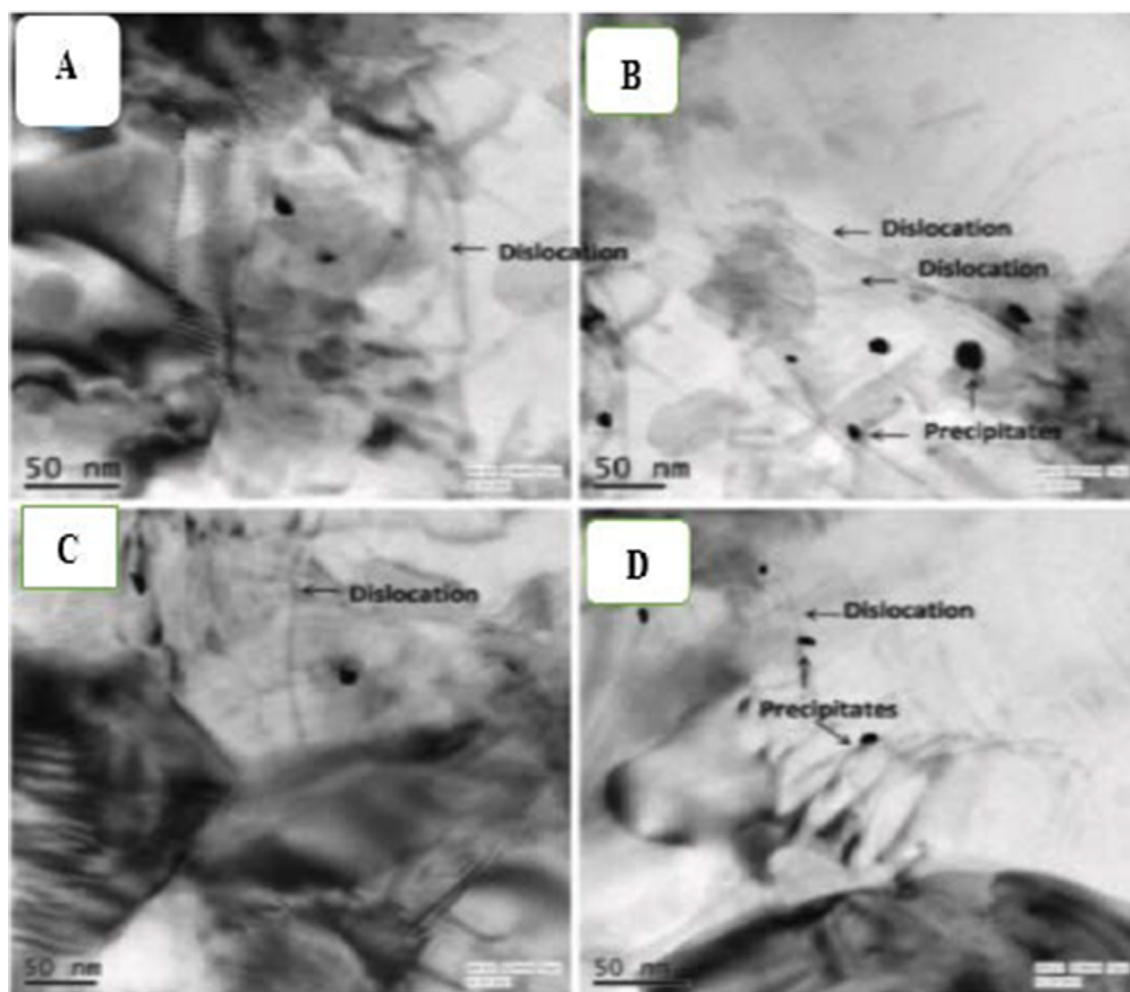 A
Dislocation
50 nm
B
Dislocation
Dislocation
Precipitates
50 nm
C
Dislocation
50 nm
D
Dislocation
Precipitates
50 nm